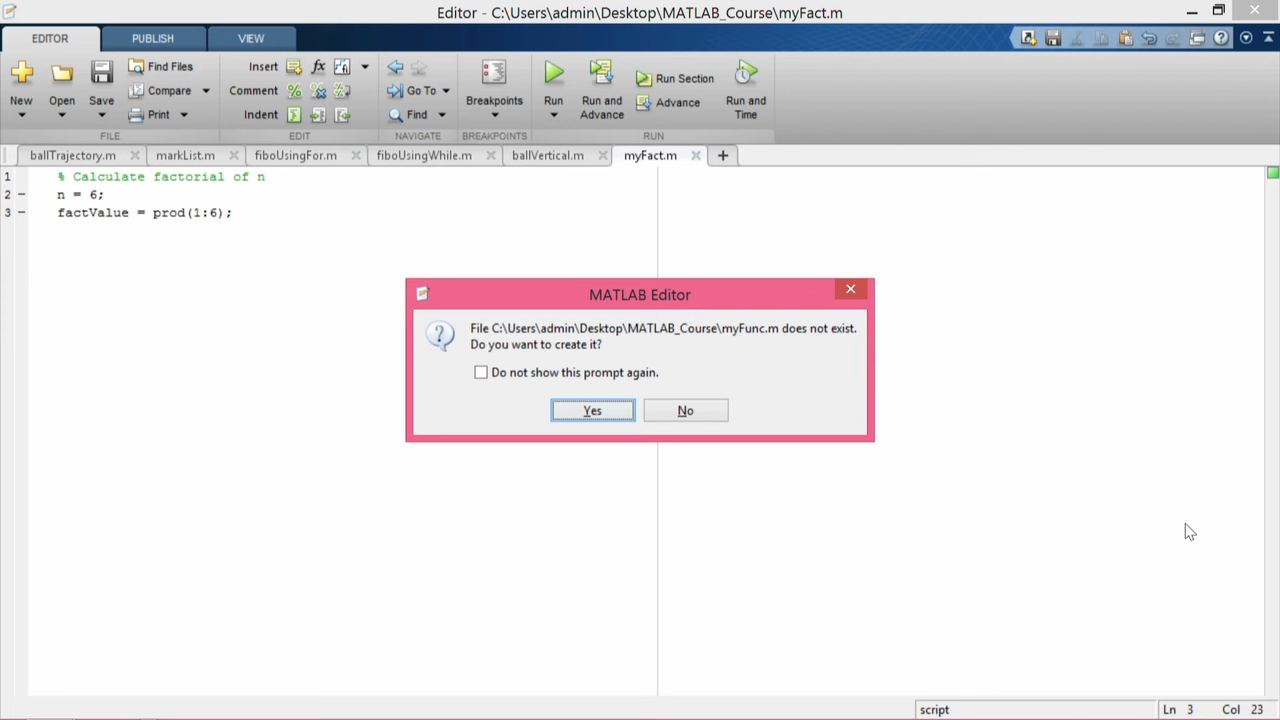 Editor - C:\Users\admin\Desktop\MATLAB_Course\myFact.m
EDITOR PUBLISH VIEW
New Open Save Find Files Compare Print
FILE
Insert fx
Comment
Indent
EDIT
Go To
Find
NAVIGATE
Breakpoints
BREAKPOINTS
Run Run and Advance Run Section Advance Run and Time
RUN
ballTrajectory.m markList.m fiboUsingFor.m fiboUsingWhile.m ballVertical.m myFact.m
1 % Calculate factorial of n
2 – n = 6;
3 – factValue = prod(1:6);
MATLAB Editor
File C:\Users\admin\Desktop\MATLAB_Course\myFunc.m does not exist.
Do you want to create it?
Do not show this prompt again.
Yes No
script Ln 3 Col 23